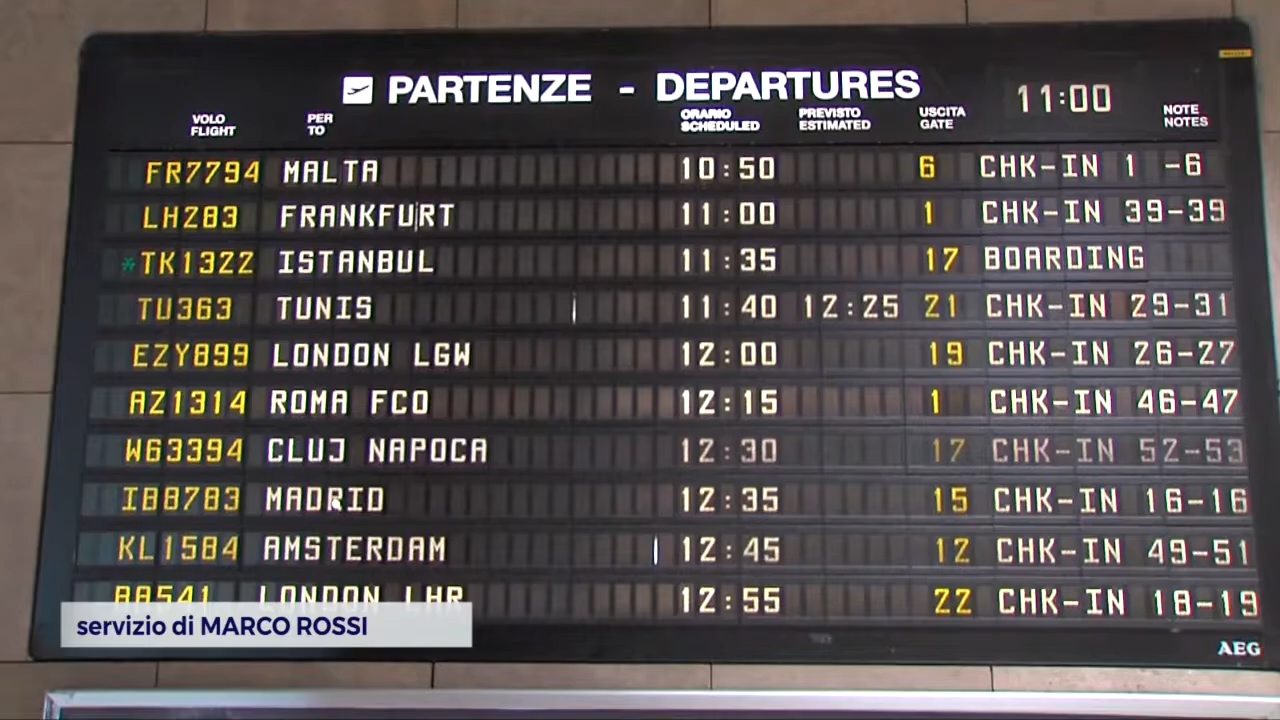 PARTENZE - DEPARTURES 11:00
VOLO FLIGHT PER TO ORARIO SCHEDULED PREVISTO ESTIMATED USCITA GATE NOTE NOTES
FR7794 MALTA 10:50 6 CHK-IN 1 -6
LH283 FRANKFURT 11:00 1 CHK-IN 39-39
*TK1322 ISTANBUL 11:35 17 BOARDING
TU363 TUNIS 11:40 12:25 21 CHK-IN 29-31
EZY899 LONDON LGW 12:00 19 CHK-IN 26-27
AZ1314 ROMA FCO 12:15 1 CHK-IN 46-47
W63394 CLUJ NAPOCA 12:30 17 CHK-IN 52-53
IB8783 MADRID 12:35 15 CHK-IN 16-16
KL1584 AMSTERDAM 12:45 12 CHK-IN 49-51
LONDON LHR 12:55 22 CHK-IN 18-19
servizio di MARCO ROSSI
AEG